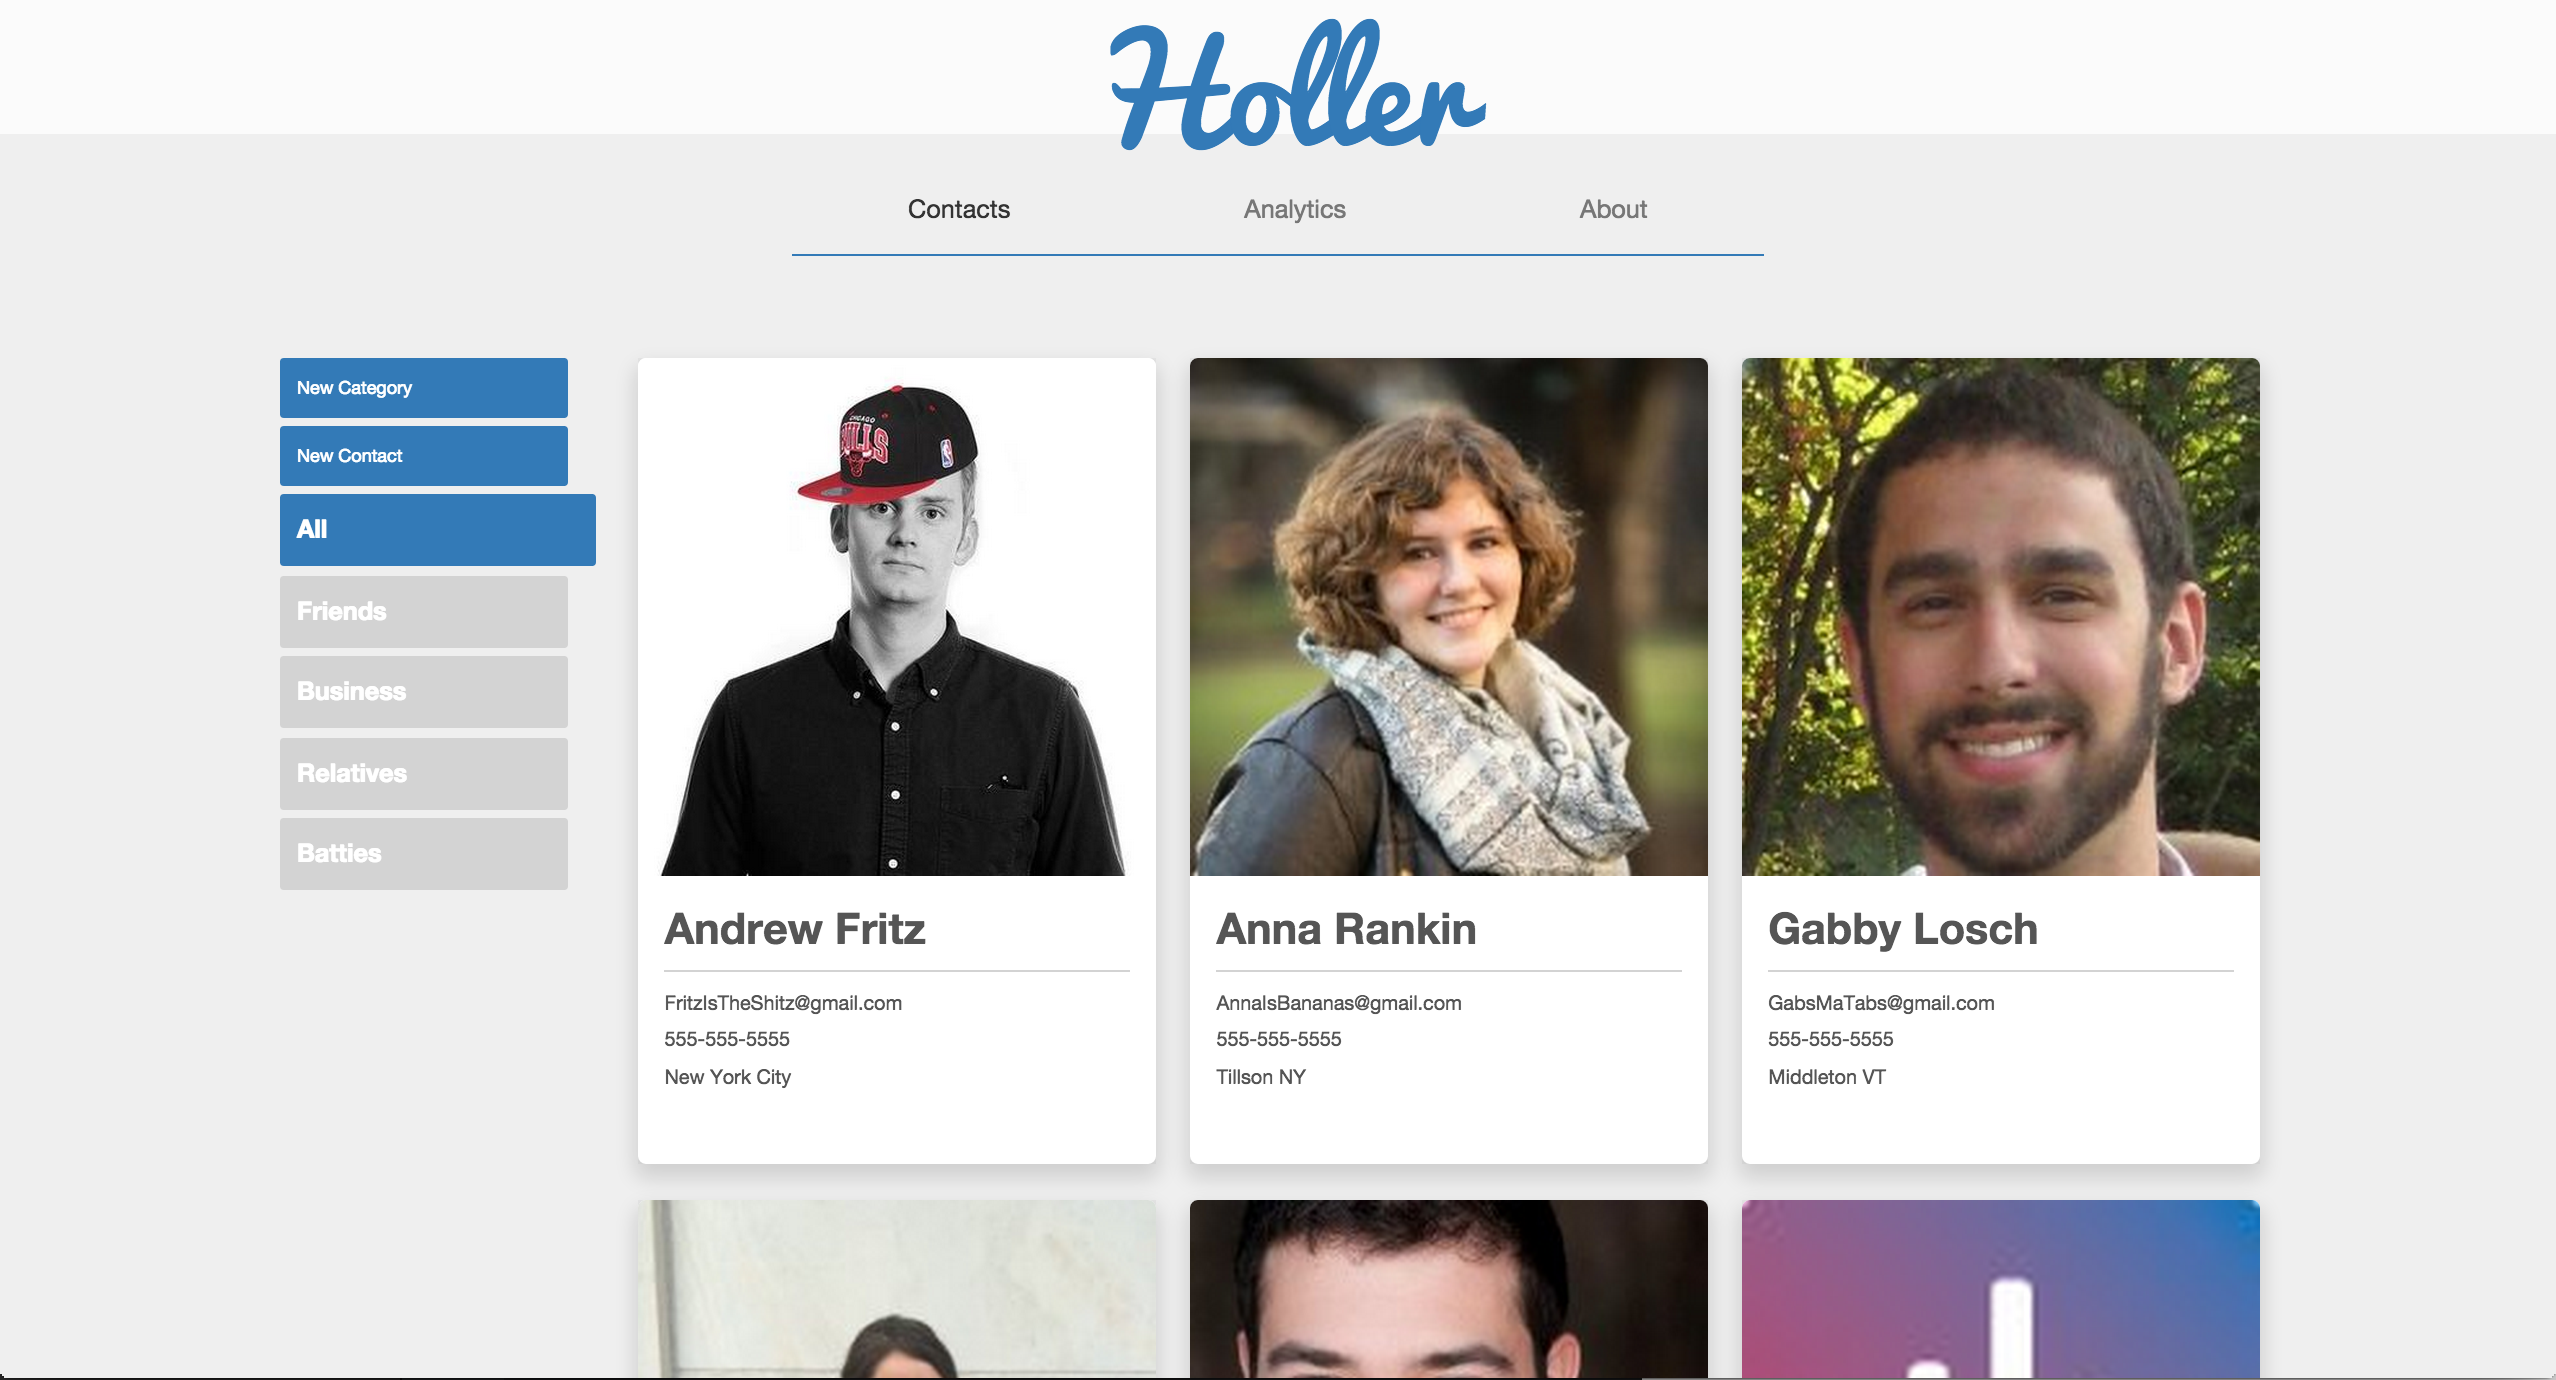 Holler
Contacts
Analytics
About
New Category
New Contact
All
Friends
Business
Relatives
Batties
CHICAGO
BULLS
Andrew Fritz
FritzIsTheShitz@gmail.com
555-555-5555
New York City
Anna Rankin
AnnaIsBananas@gmail.com
555-555-5555
Tillson NY
Gabby Losch
GabsMaTabs@gmail.com
555-555-5555
Middleton VT